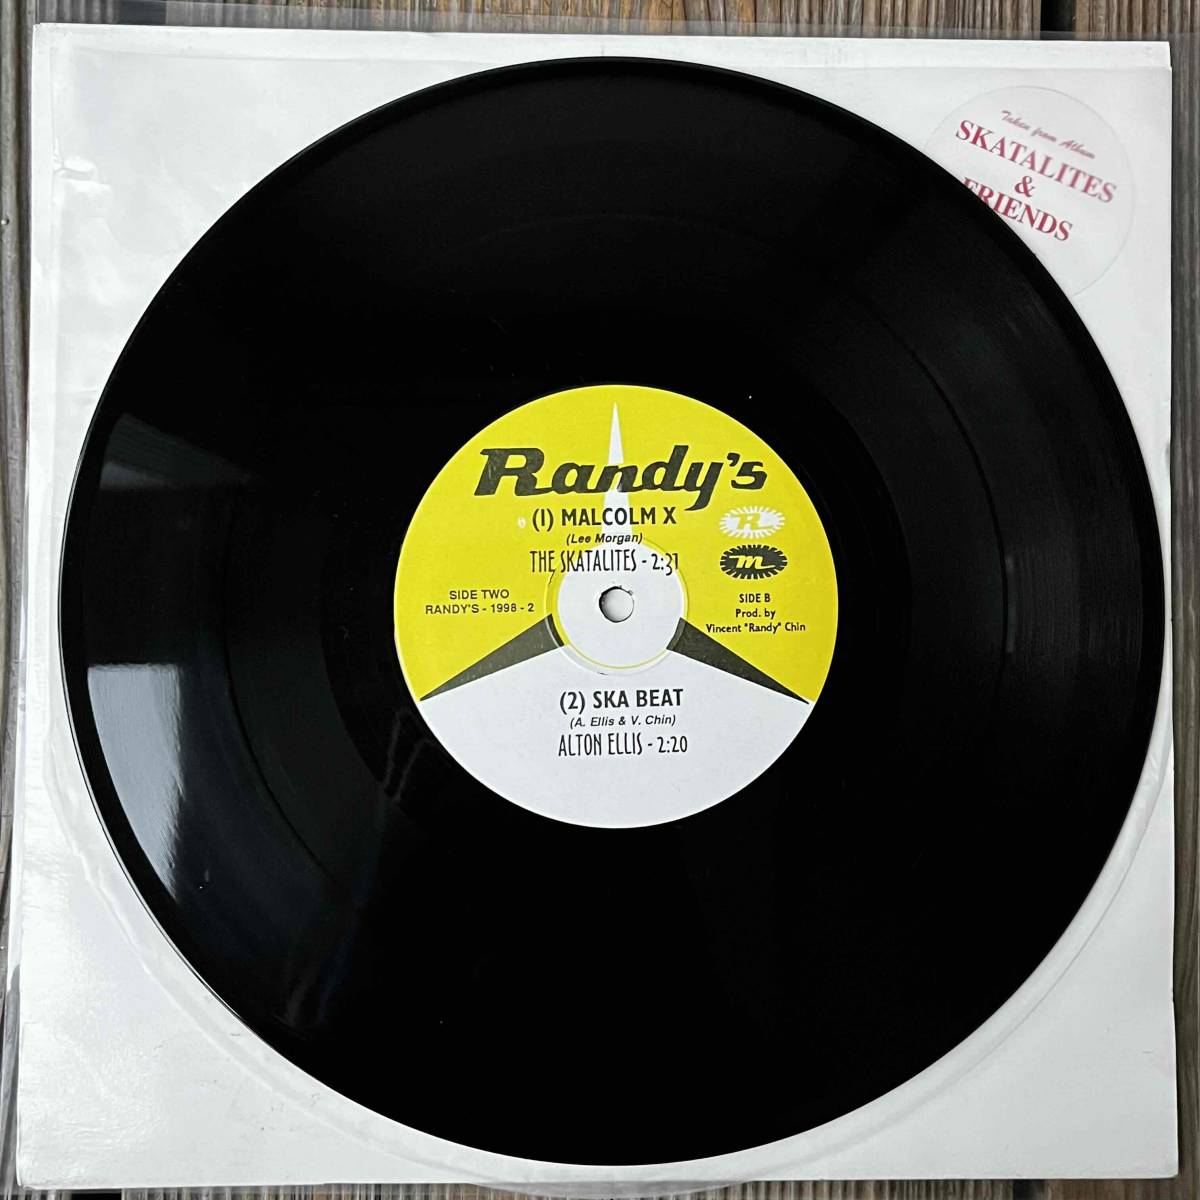 Taken from Album
SKATALITES
&
FRIENDS
Randy's
(1) MALCOLM X
(Lee Morgan)
THE SKATALITES - 2:31
R
m
SIDE TWO
RANDY'S - 1998 - 2
SIDE B
Prod. by
Vincent "Randy" Chin
(2) SKA BEAT
(A. Ellis & V. Chin)
ALTON ELLIS - 2:20